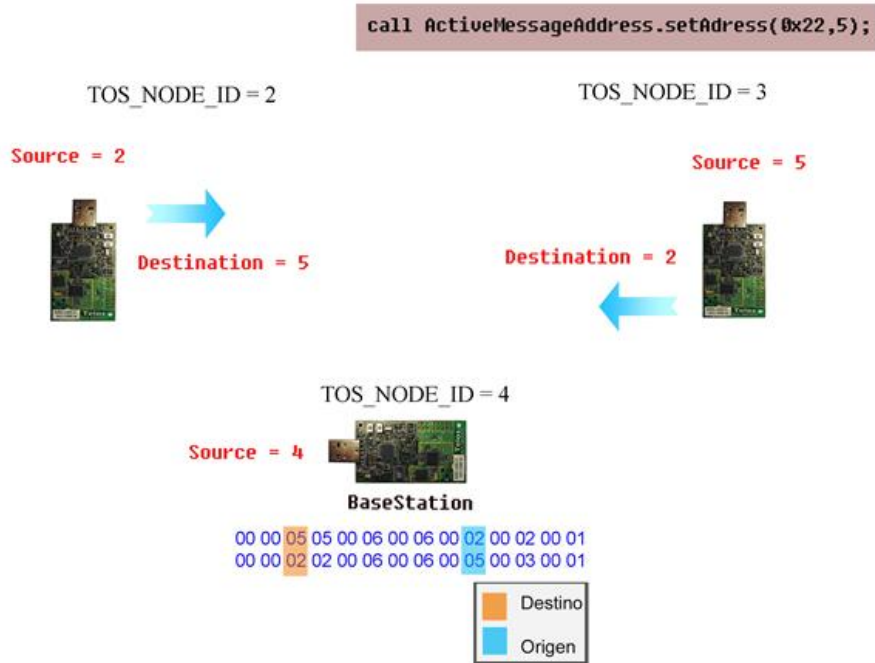 call ActiveMessageAddress.setAdress(0x22,5);
TOS_NODE_ID = 2
TOS_NODE_ID = 3
Source = 2
Source = 5
Destination = 5
Destination = 2
TOS_NODE_ID = 4
Source = 4
BaseStation
00 00 05 05 00 06 00 06 00 02 00 02 00 01
00 00 02 02 00 06 00 06 00 05 00 03 00 01
Destino
Origen